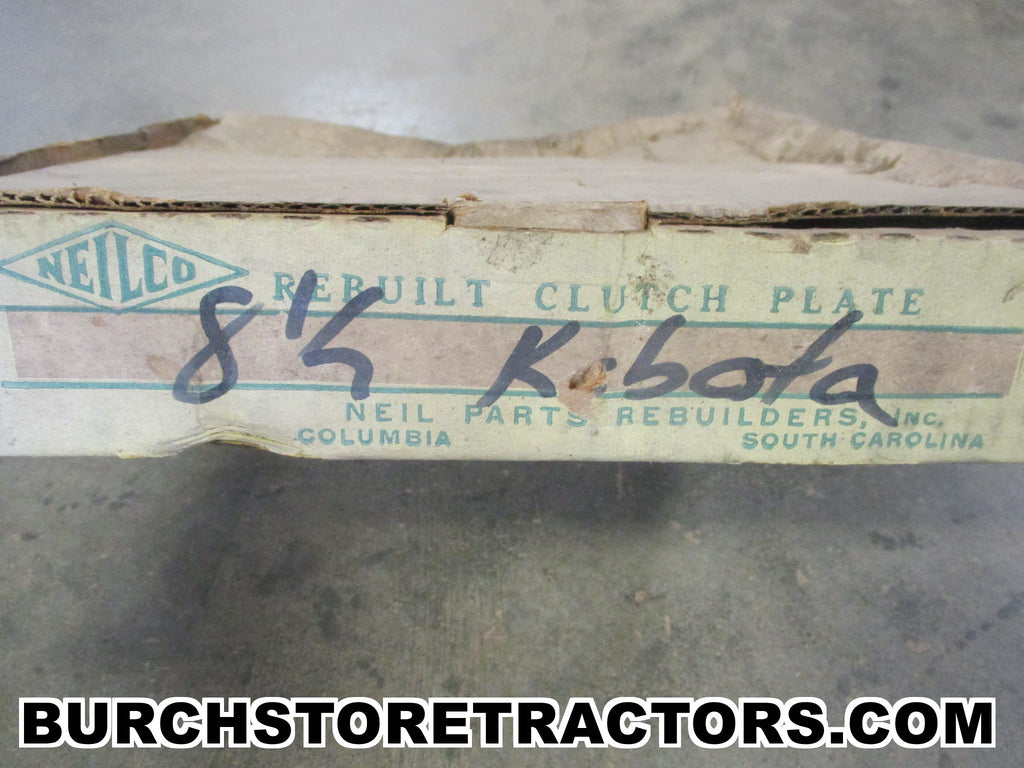 NEILCO
REBUILT CLUTCH PLATE
8 1/2 Kubota
NEIL PARTS REBUILDERS, INC.
COLUMBIA SOUTH CAROLINA
BURCHSTORETRACTORS.COM